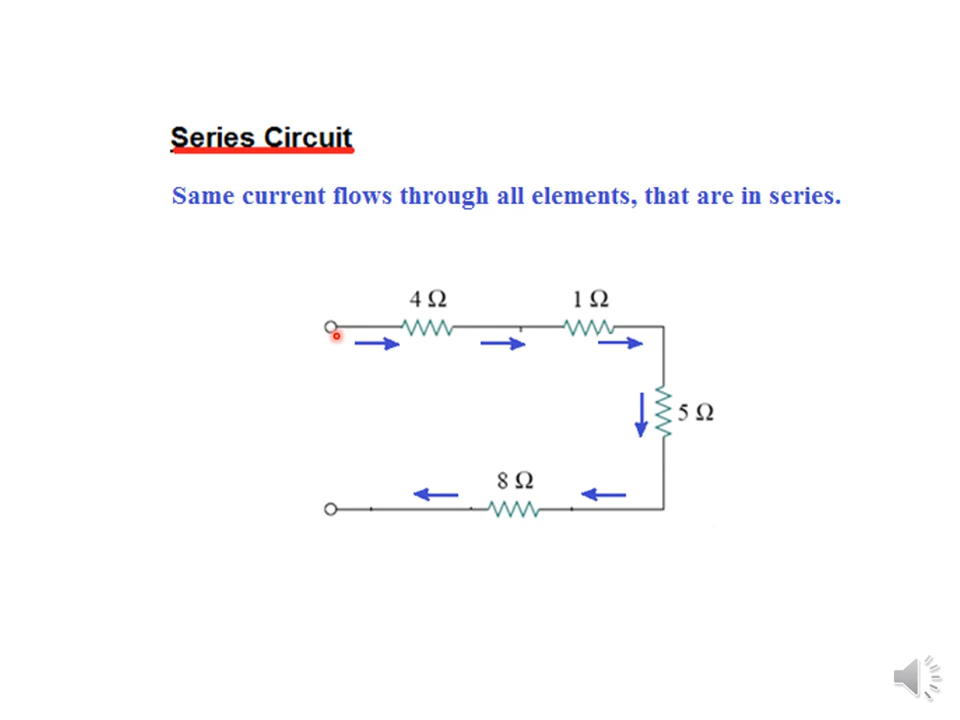 Series Circuit
Same current flows through all elements, that are in series.
4 Ω
1 Ω
5 Ω
8 Ω